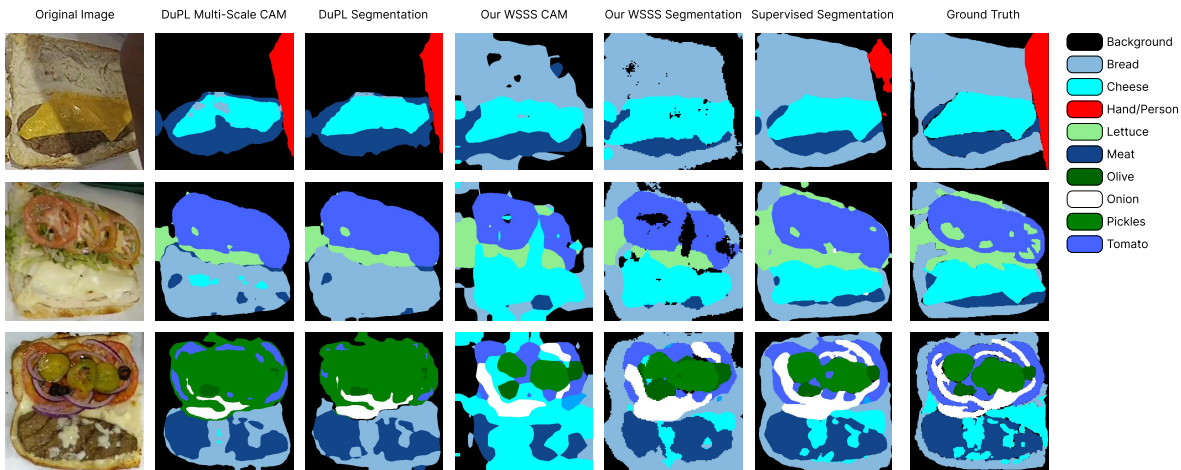 Original Image
DuPL Multi-Scale CAM
DuPL Segmentation
Our WSSS CAM
Our WSSS Segmentation
Supervised Segmentation
Ground Truth
Background
Bread
Cheese
Hand/Person
Lettuce
Meat
Olive
Onion
Pickles
Tomato